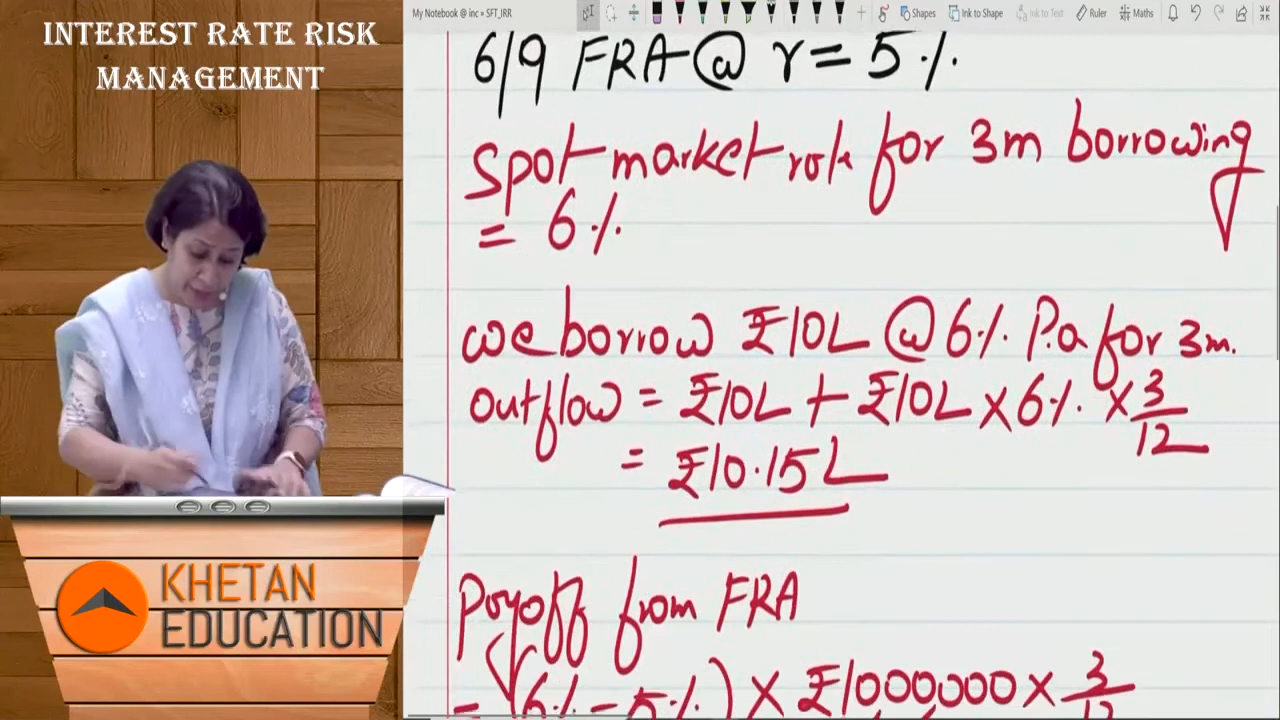 INTEREST RATE RISK
MANAGEMENT
My Notebook @ inc » SFT_IRR
Shapes
Ink to Shape
Ink to Text
Ruler
Maths
6/9 FRA @ r = 5%.
Spot market rate for 3m borrowing
= 6%
we borrow ₹10L @ 6% P.a for 3m.
outflow = ₹10L + ₹10L × 6% × 3/12
= ₹10.15L
Payoff from FRA
= (6% - 5%) × ₹1000,000 × 3/12
KHETAN
EDUCATION